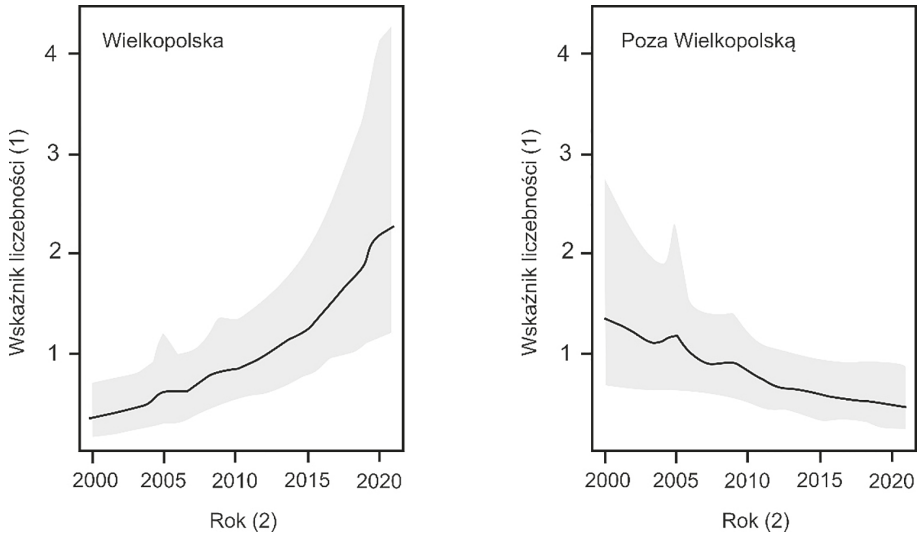 Wielkopolska
Wskaźnik liczebności (1)
4
3
2
1
2000 2005 2010 2015 2020
Rok (2)
Poza Wielkopolską
Wskaźnik liczebności (1)
4
3
2
1
2000 2005 2010 2015 2020
Rok (2)